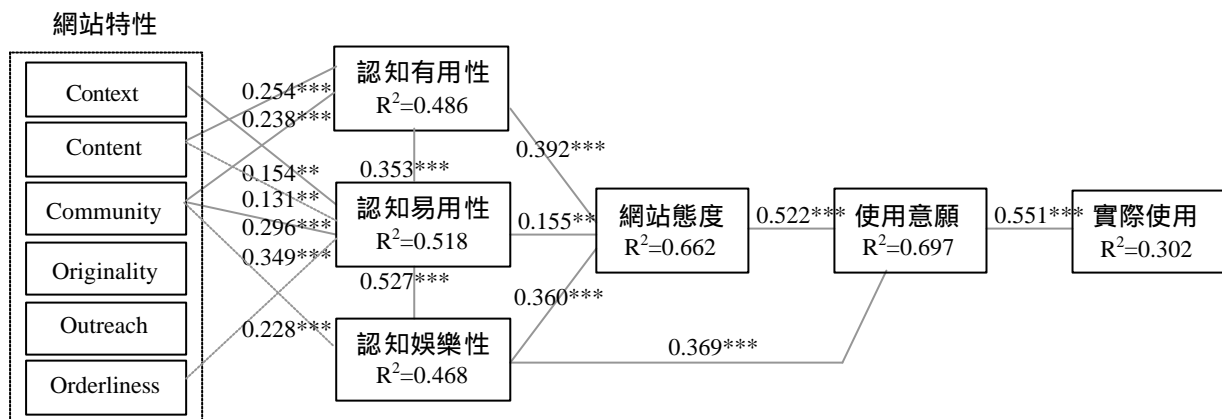 網站特性
Context
Content
Community
Originality
Outreach
Orderliness
0.254***
0.238***
0.154**
0.131**
0.296***
0.349***
0.228***
認知有用性
R²=0.486
0.353***
認知易用性
R²=0.518
0.527***
認知娛樂性
R²=0.468
0.392***
0.155**
0.360***
0.369***
網站態度
R²=0.662
0.522***
使用意願
R²=0.697
0.551***
實際使用
R²=0.302